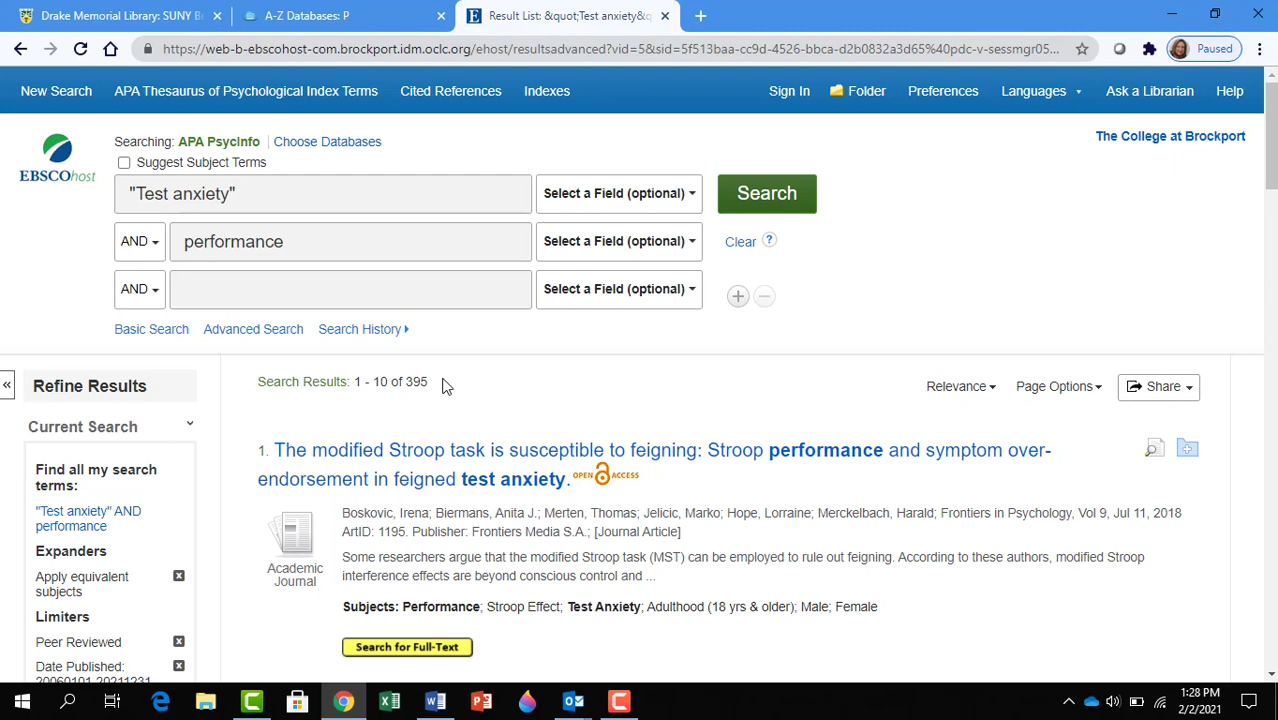 Drake Memorial Library: SUNY B
A-Z Databases: P
Result List: &quot;Test anxiety&q
Paused
https://web-b-ebscohost-com.brockport.idm.oclc.org/ehost/resultsadvanced?vid=5&sid=5f513baa-cc9d-4526-bbca-d2b0832a3d65%40pdc-v-sessmgr05...
New Search APA Thesaurus of Psychological Index Terms Cited References Indexes Sign In Folder Preferences Languages Ask a Librarian Help
Searching: APA PsycInfo Choose Databases
The College at Brockport
Suggest Subject Terms
EBSCOhost
"Test anxiety" Select a Field (optional) Search
AND performance Select a Field (optional) Clear ?
AND Select a Field (optional)
Basic Search Advanced Search Search History
Refine Results
Search Results: 1 - 10 of 395
Relevance Page Options Share
Current Search
Find all my search
terms:
"Test anxiety" AND
performance
Expanders
Apply equivalent
subjects
Limiters
Peer Reviewed
Date Published:
20060101-20211231
1. The modified Stroop task is susceptible to feigning: Stroop performance and symptom over-
endorsement in feigned test anxiety. OPEN ACCESS
Academic
Journal
Boskovic, Irena; Biermans, Anita J.; Merten, Thomas; Jelicic, Marko; Hope, Lorraine; Merckelbach, Harald; Frontiers in Psychology, Vol 9, Jul 11, 2018
ArtID: 1195. Publisher: Frontiers Media S.A.; [Journal Article]
Some researchers argue that the modified Stroop task (MST) can be employed to rule out feigning. According to these authors, modified Stroop
interference effects are beyond conscious control and ...
Subjects: Performance; Stroop Effect; Test Anxiety; Adulthood (18 yrs & older); Male; Female
Search for Full-Text
1:28 PM
2/2/2021